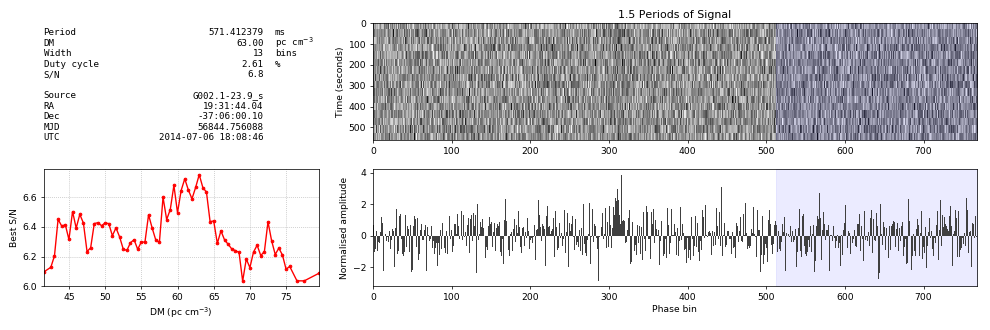 Period 571.412379 ms
DM 63.00 pc cm⁻³
Width 13 bins
Duty cycle 2.61 %
S/N 6.8
Source G002.1-23.9_s
RA 19:31:44.04
Dec -37:06:00.10
MJD 56844.756088
UTC 2014-07-06 18:08:46
1.5 Periods of Signal
Time (seconds)
0
100
200
300
400
500
0 100 200 300 400 500 600 700
Best S/N
6.6
6.4
6.2
6.0
45 50 55 60 65 70 75
DM (pc cm⁻³)
Normalised amplitude
4
2
0
−2
0 100 200 300 400 500 600 700
Phase bin